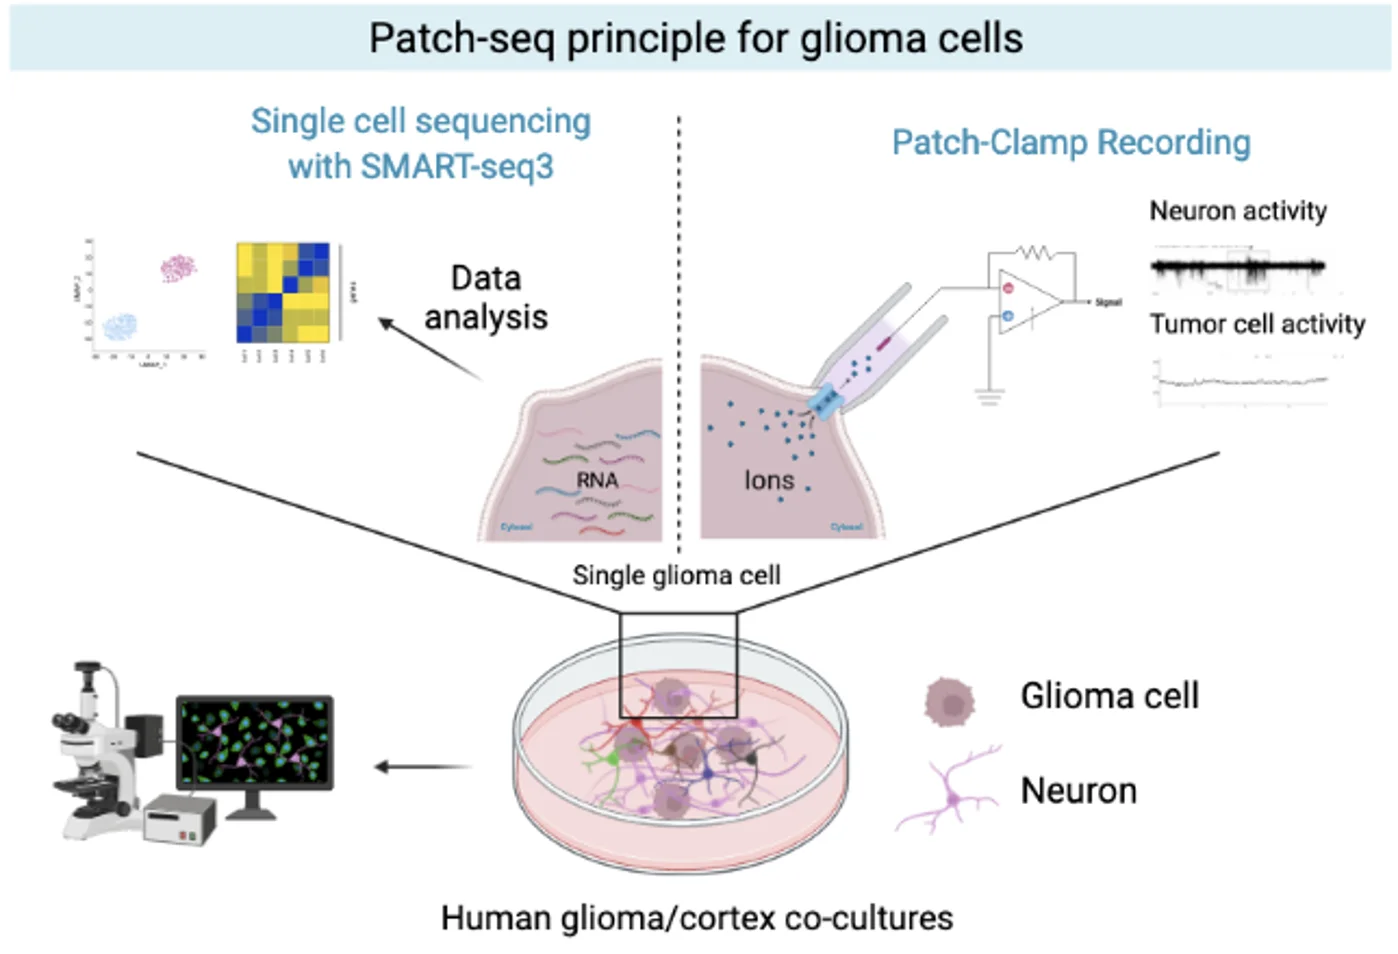 Patch-seq principle for glioma cells
Single cell sequencing
with SMART-seq3
Patch-Clamp Recording
Neuron activity
Data
analysis
Signal
Tumor cell activity
RNA
Ions
Cytosol
Cytosol
Single glioma cell
Glioma cell
Neuron
Human glioma/cortex co-cultures